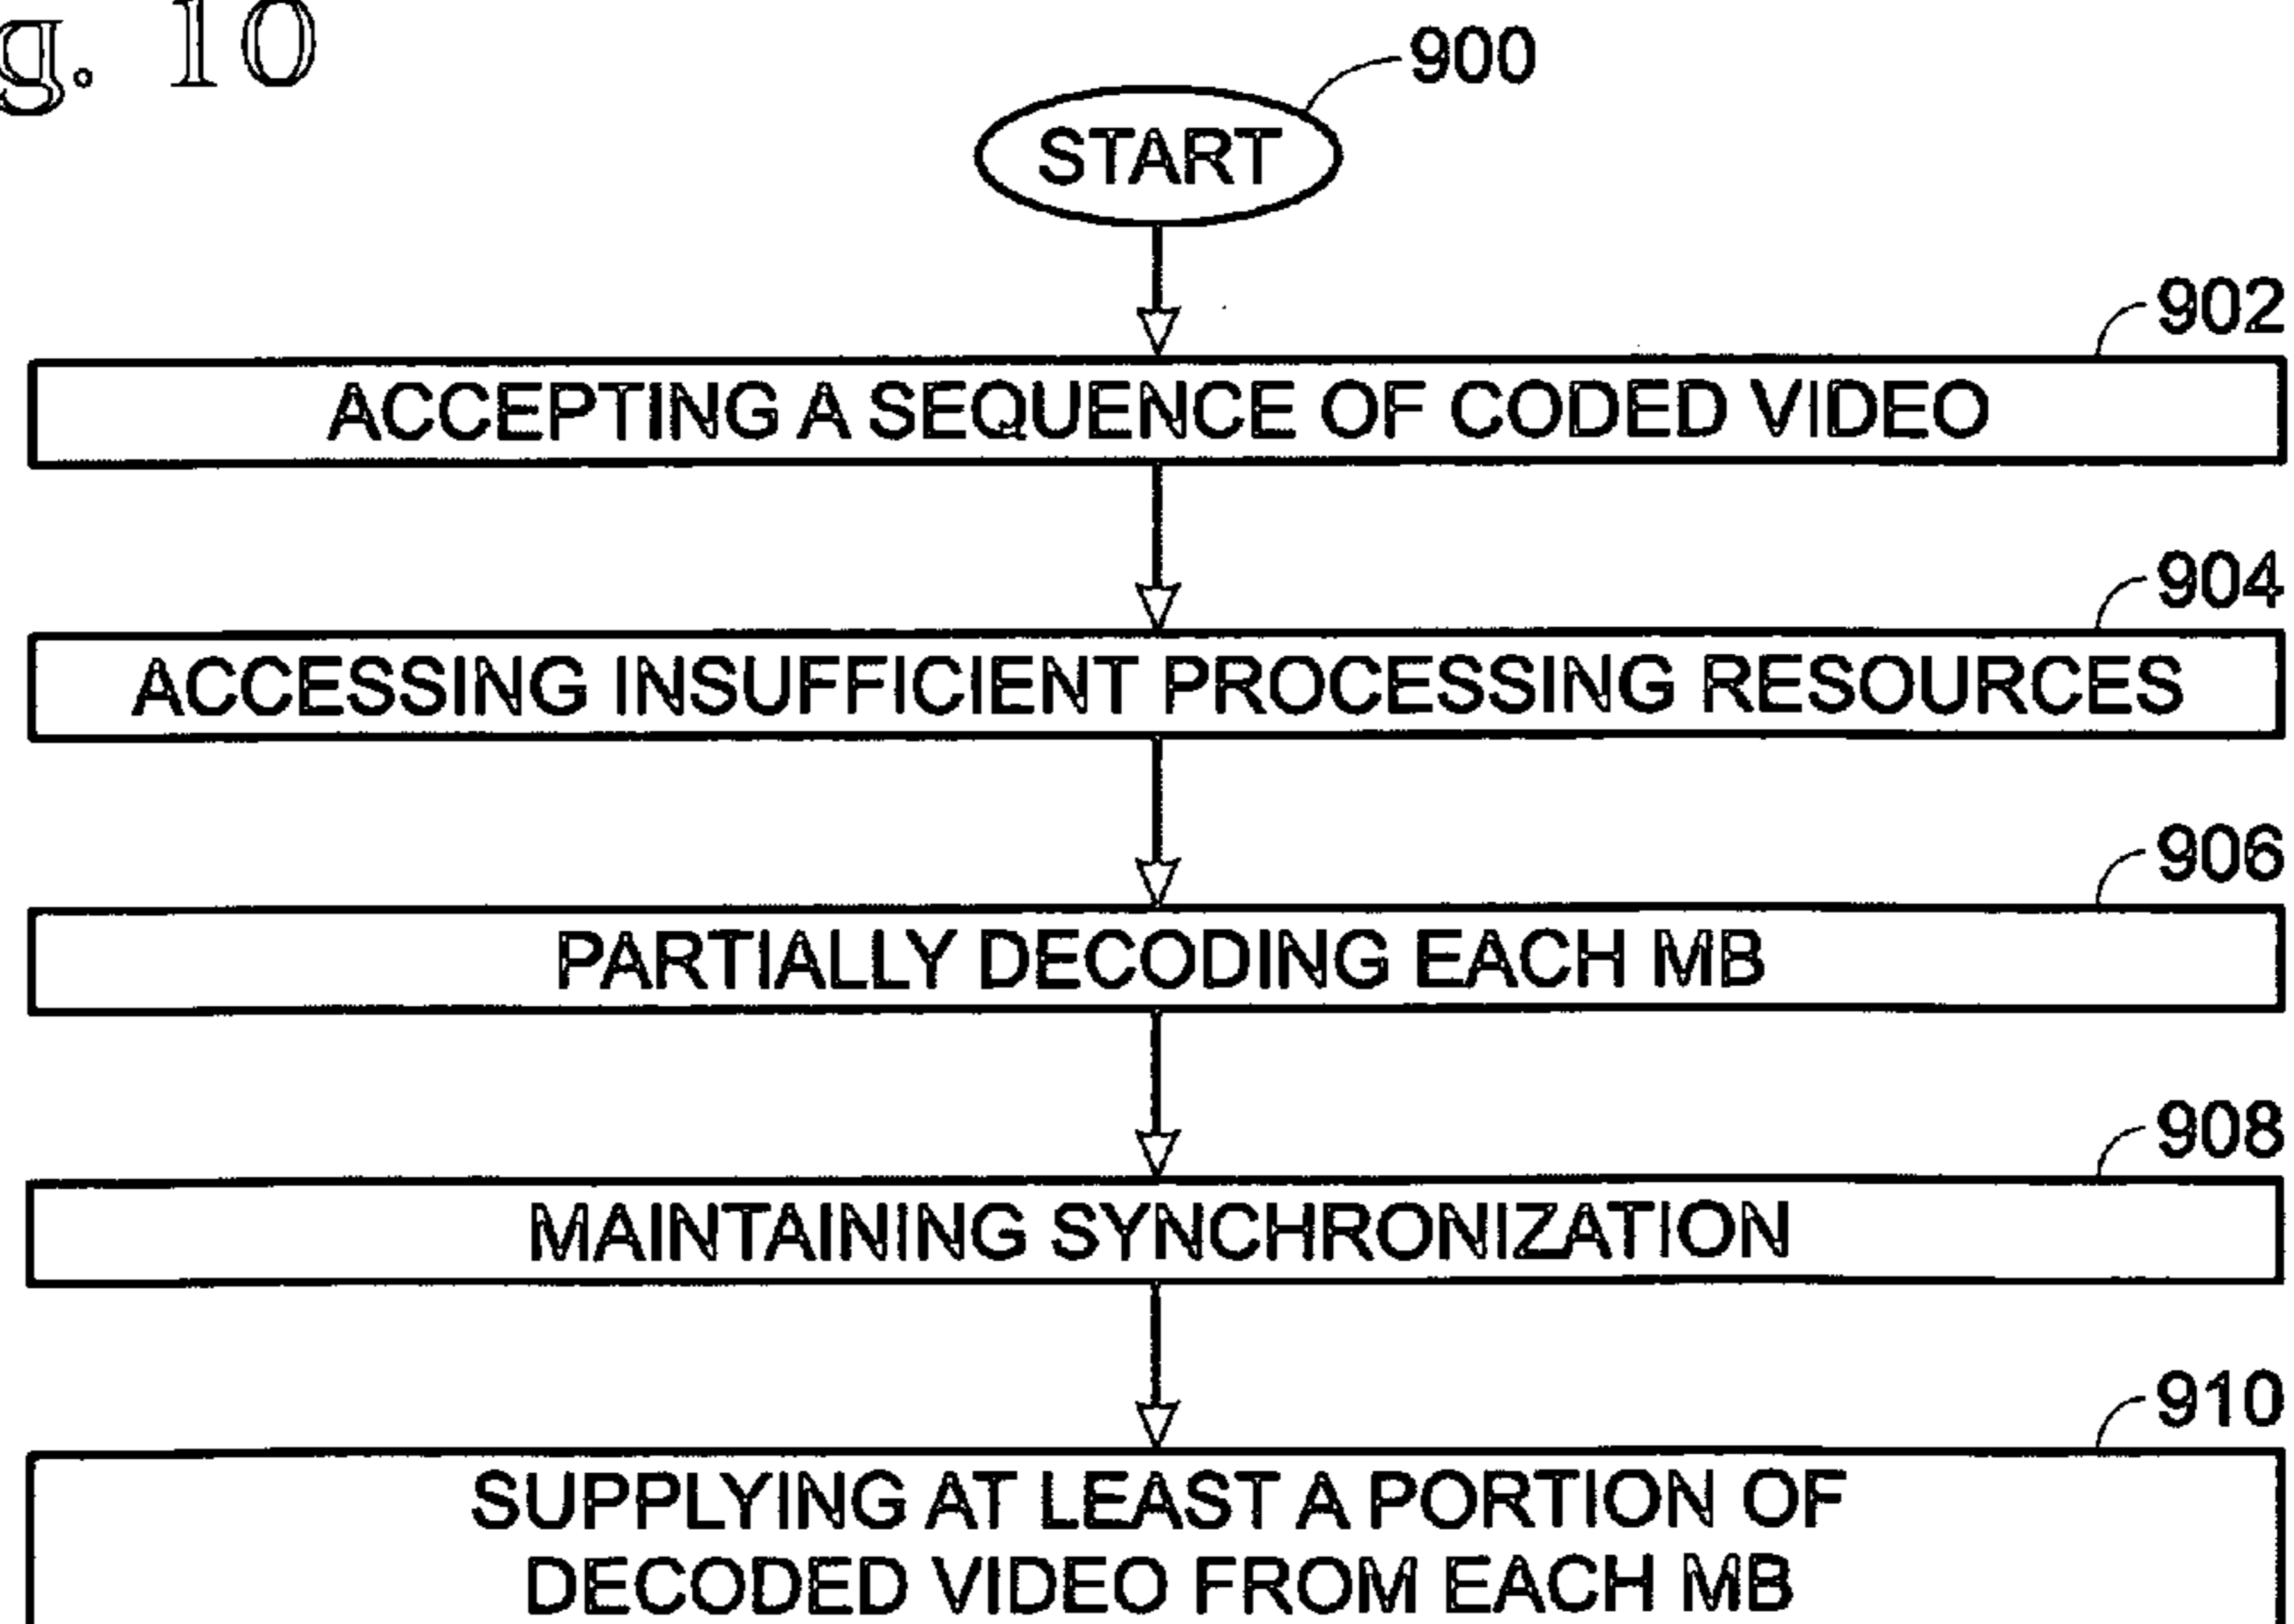 g. 10
900
START
902
ACCEPTING A SEQUENCE OF CODED VIDEO
904
ACCESSING INSUFFICIENT PROCESSING RESOURCES
906
PARTIALLY DECODING EACH MB
908
MAINTAINING SYNCHRONIZATION
910
SUPPLYING AT LEAST A PORTION OF
DECODED VIDEO FROM EACH MB